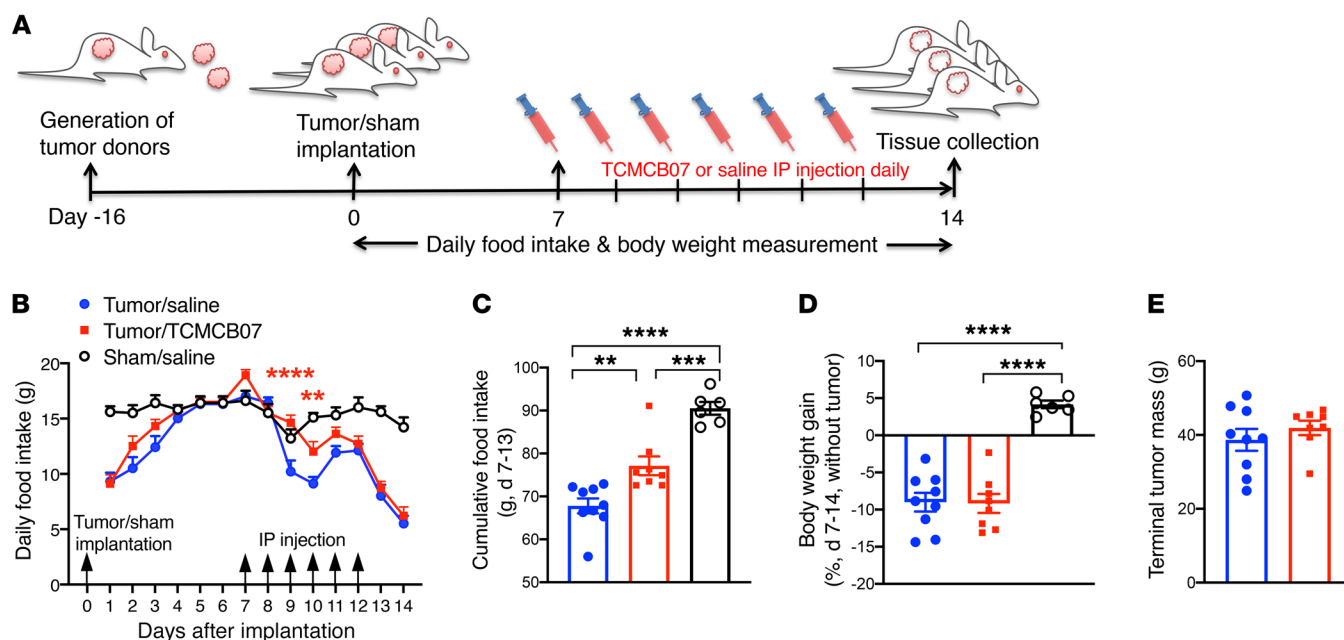 A
Generation of
tumor donors
Tumor/sham
implantation
Tissue collection
TCMCB07 or saline IP injection daily
Day -16
0
7
14
Daily food intake & body weight measurement
B
Tumor/saline
Tumor/TCMCB07
Sham/saline
Daily food intake (g)
20
15
10
5
0
****
**
Tumor/sham
implantation
IP injection
0 1 2 3 4 5 6 7 8 9 10 11 12 13 14
Days after implantation
C
Cumulative food intake
(g, d 7-13)
100
90
80
70
60
50
****
**
***
D
Body weight gain
(%, d 7-14, without tumor)
10
5
0
-5
-10
-15
-20
****
****
E
Terminal tumor mass (g)
60
40
20
0